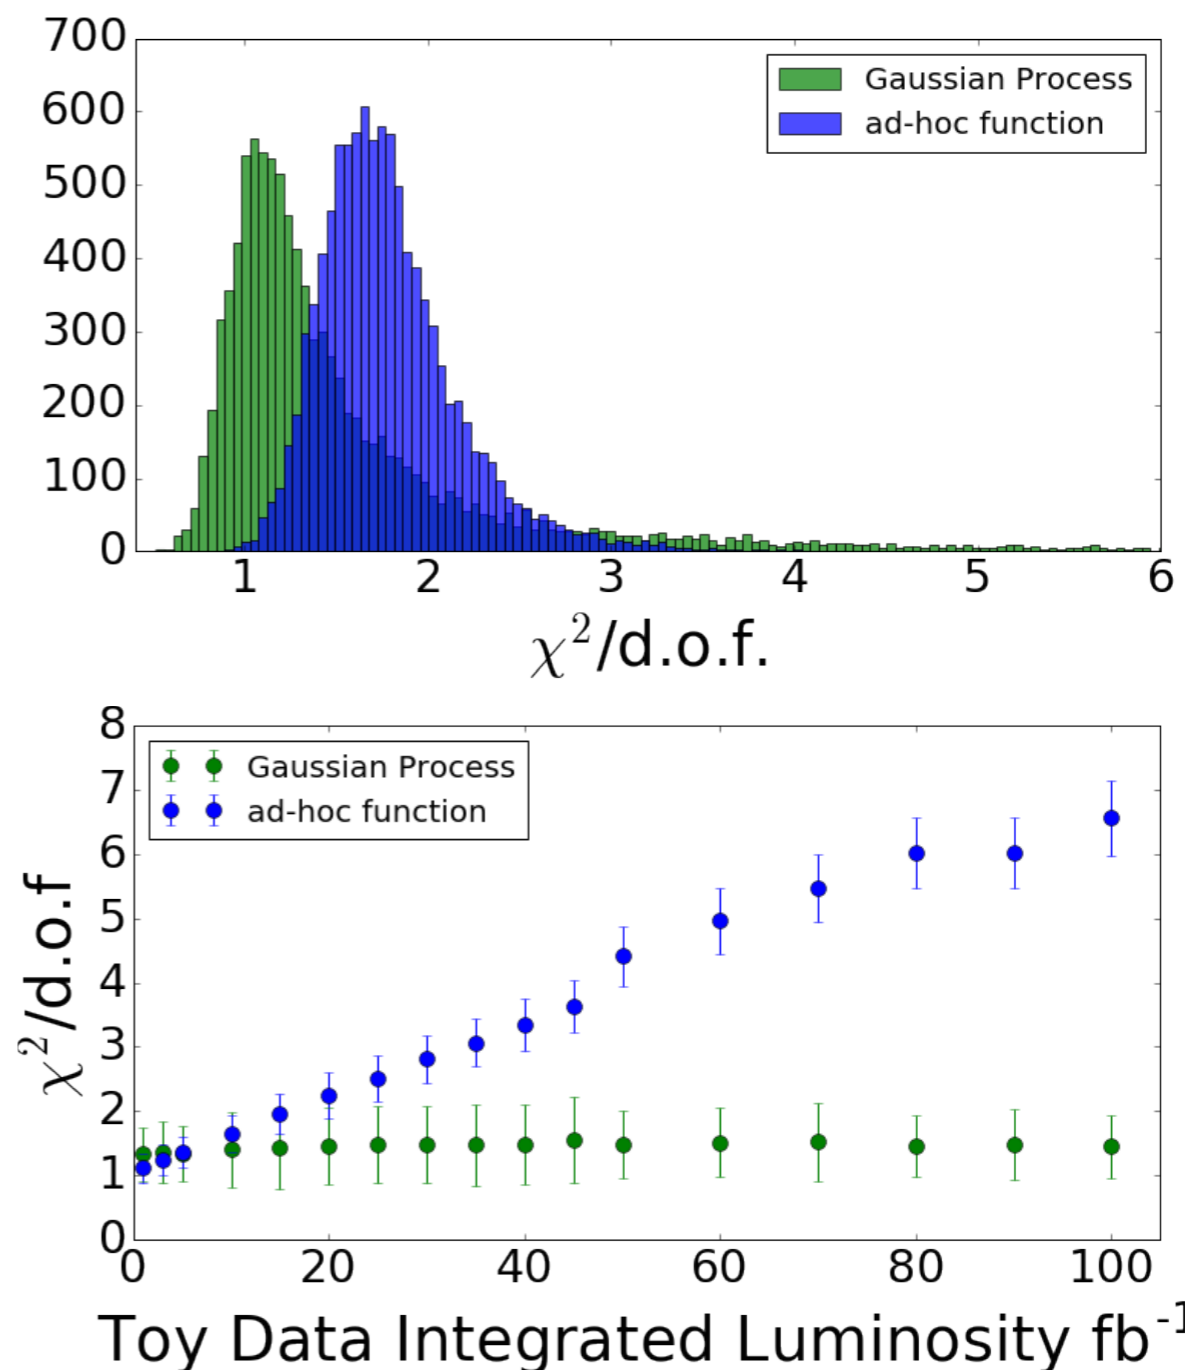 700
600
500
400
300
200
100
0
Gaussian Process
ad-hoc function
1 2 3 4 5 6
χ²/d.o.f.
8
7
6
5
4
3
2
1
0
Gaussian Process
ad-hoc function
χ²/d.o.f
0 20 40 60 80 100
Toy Data Integrated Luminosity fb⁻¹